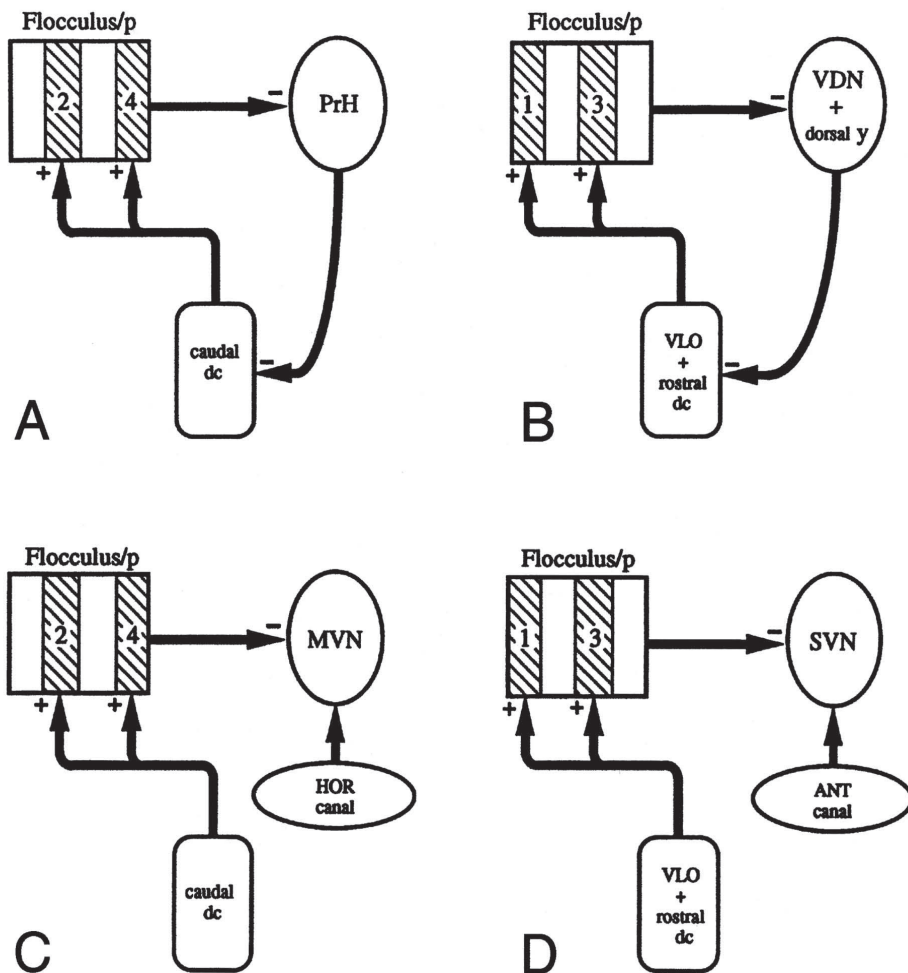 Flocculus/p
2
4
-
PrH
+
+
caudal
dc
-
A
Flocculus/p
1
3
-
VDN
+
dorsal y
+
+
VLO
+
rostral
dc
-
B
Flocculus/p
2
4
-
MVN
+
+
HOR
canal
caudal
dc
C
Flocculus/p
1
3
-
SVN
+
+
ANT
canal
VLO
+
rostral
dc
D